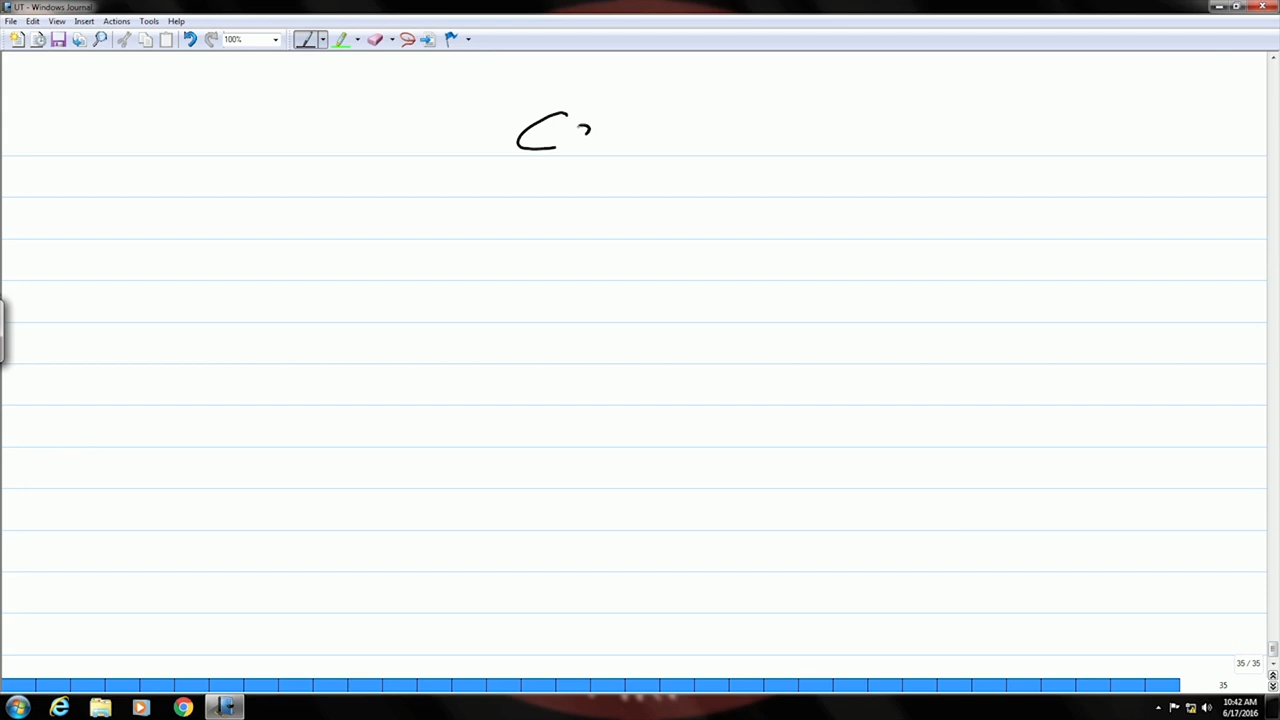 UT - Windows Journal
File Edit View Insert Actions Tools Help
100%
C
35 / 35
35
10:42 AM
6/17/2016